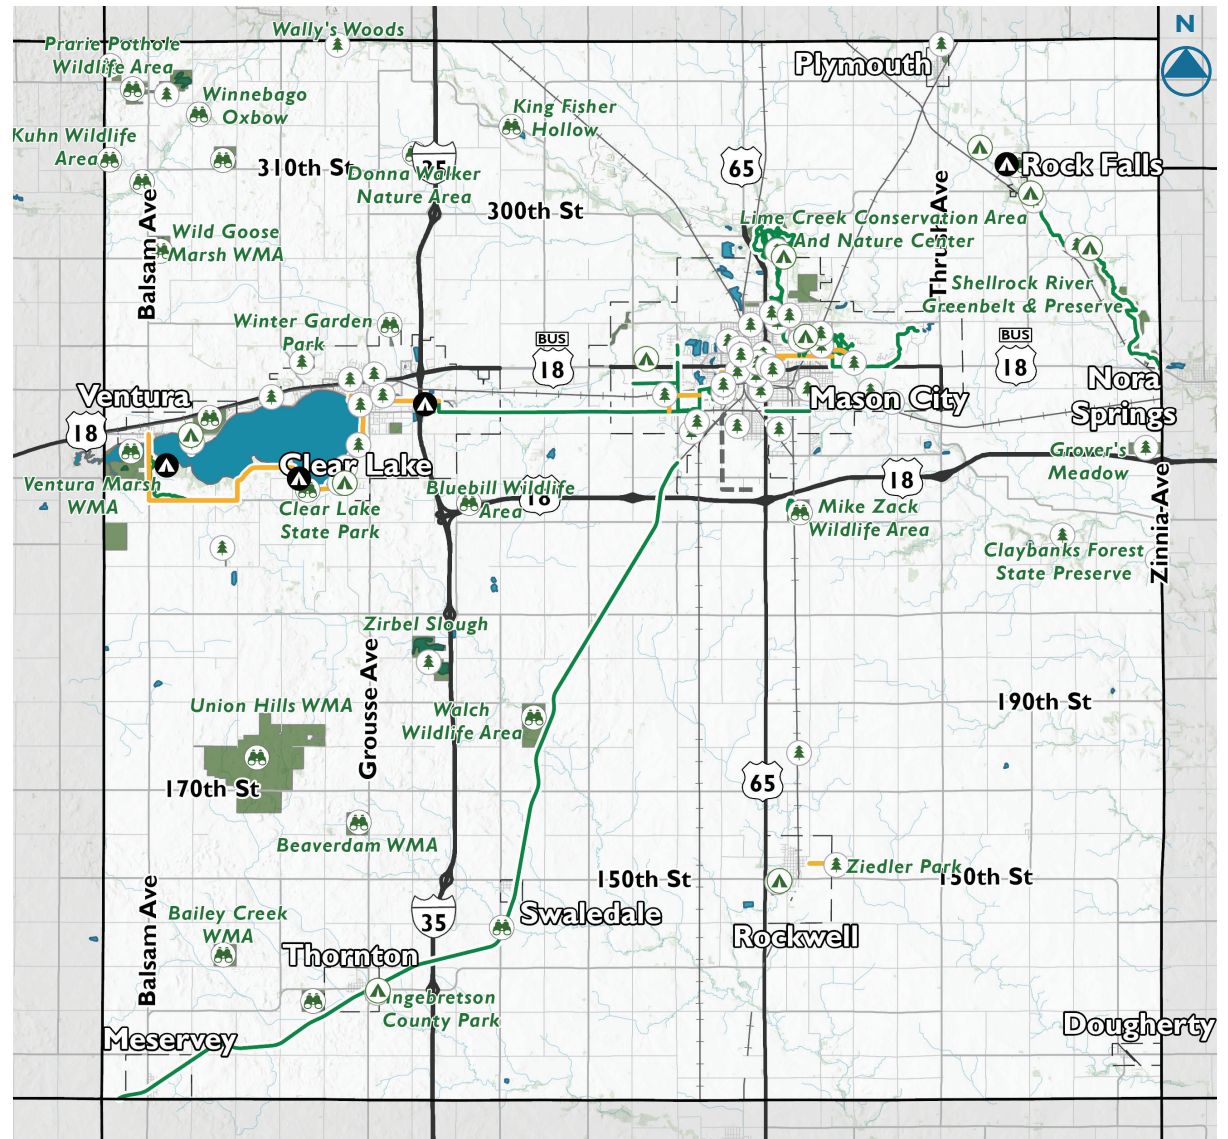 N
Wally's Woods
Prarie Pothole
Wildlife Area
Plymouth
Winnebago
Oxbow
King Fisher
Hollow
Kuhn Wildlife
Area
310th St
35
65
Rock Falls
Donna Walker
Nature Area
300th St
Thrush Ave
Balsam Ave
Lime Creek Conservation Area
And Nature Center
Wild Goose
Marsh WMA
Shellrock River
Greenbelt & Preserve
Winter Garden
Park
BUS
18
BUS
18
Ventura
18
Mason City
Nora
Springs
Clear Lake
Grover's
Meadow
Ventura Marsh
WMA
Clear Lake
State Park
Bluebill Wildlife
Area
18
18
Mike Zack
Wildlife Area
Claybanks Forest
State Preserve
Zinnia Ave
Zirbel Slough
Grousse Ave
Union Hills WMA
Walch
Wildlife Area
190th St
170th St
65
Beaverdam WMA
Ziedler Park
150th St
150th St
Balsam Ave
Bailey Creek
WMA
35
Swaledale
Rockwell
Thornton
Ingebretson
County Park
Meservey
Dougherty